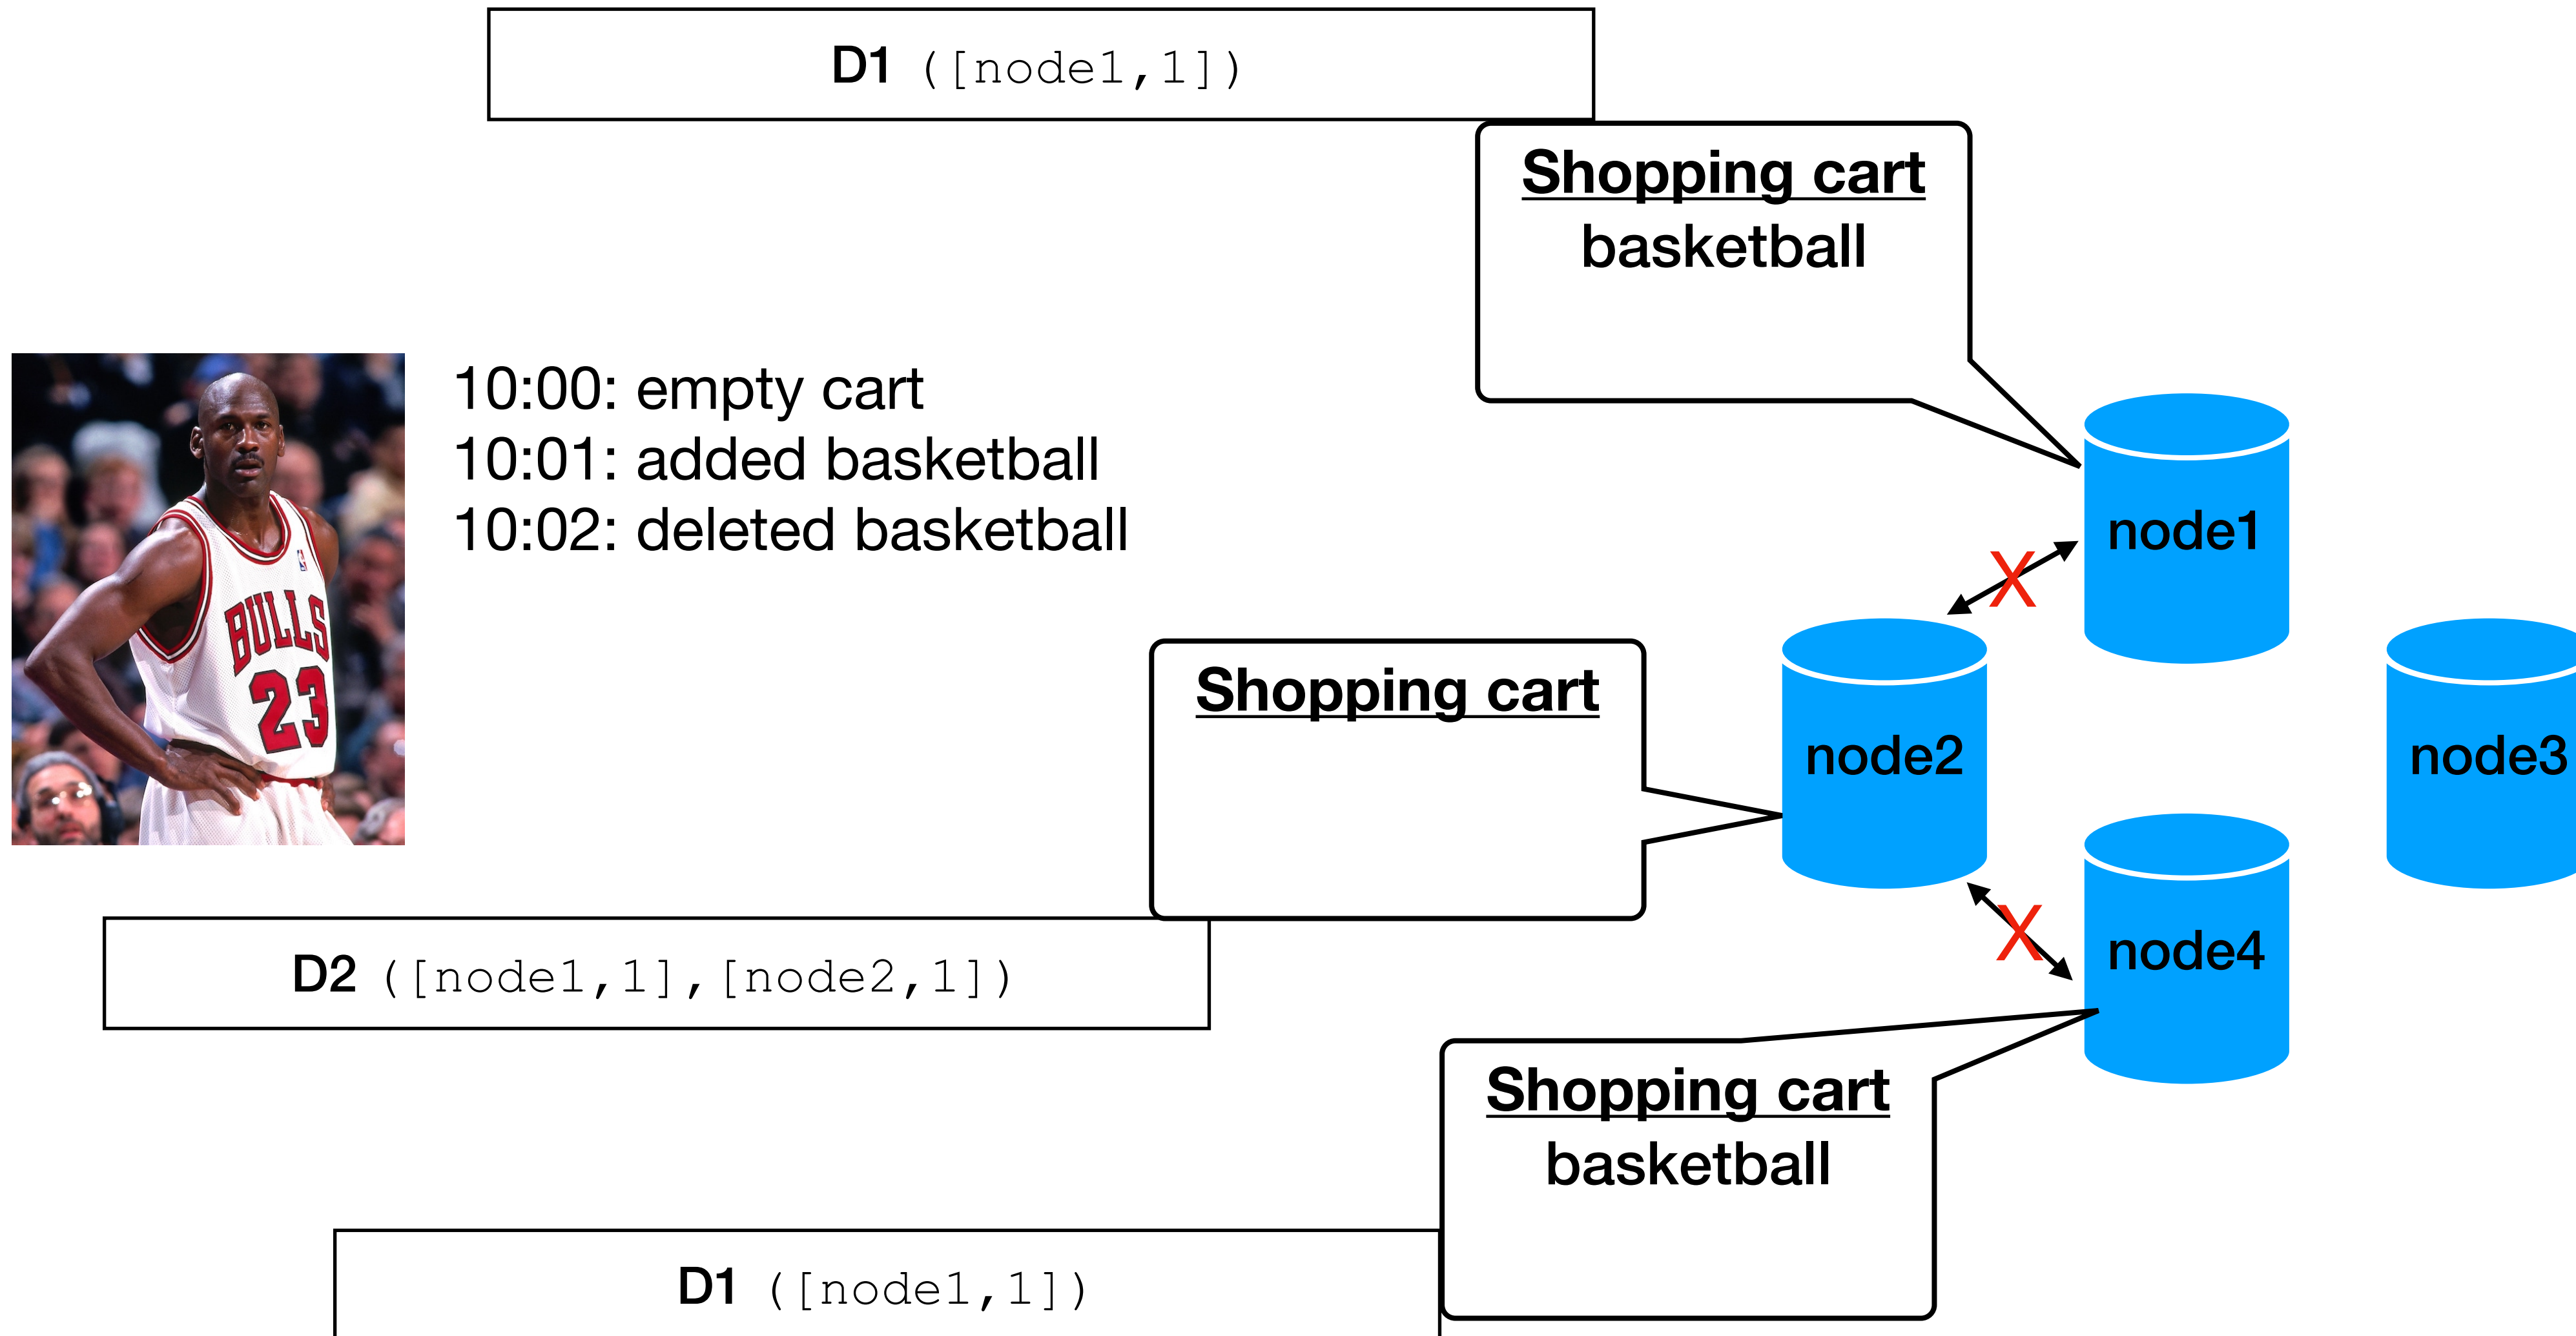 D1 ([node1,1])
Shopping cart
basketball
10:00: empty cart
10:01: added basketball
10:02: deleted basketball
BULLS
23
node1
X
Shopping cart
node2
node3
X
node4
D2 ([node1,1],[node2,1])
Shopping cart
basketball
D1 ([node1,1])